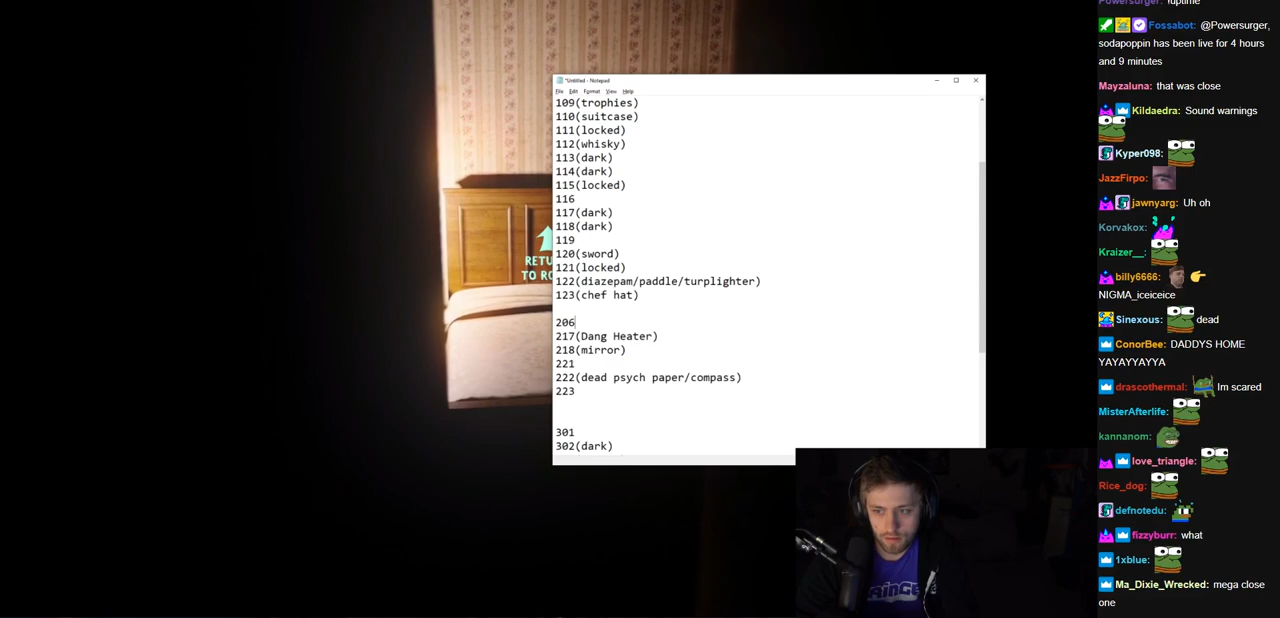 Powersurger: !uptime
Fossabot: @Powersurger,
sodapoppin has been live for 4 hours
and 9 minutes
Mayzaluna: that was close
Kildaedra: Sound warnings
Kyper098:
JazzFirpo:
jawnyarg: Uh oh
Korvakox:
Kraizer__:
billy6666:
NIGMA_iceiceice
Sinexous: dead
ConorBee: DADDYS HOME
YAYAYYAYYA
drascothermal: Im scared
MisterAfterlife:
kannanom:
love_triangle:
Rice_dog:
defnotedu:
fizzyburr: what
1xblue:
Ma_Dixie_Wrecked: mega close
one
*Untitled - Notepad
File Edit Format View Help
109(trophies)
110(suitcase)
111(locked)
112(whisky)
113(dark)
114(dark)
115(locked)
116
117(dark)
118(dark)
119
120(sword)
121(locked)
122(diazepam/paddle/turplighter)
123(chef hat)
206
217(Dang Heater)
218(mirror)
221
222(dead psych paper/compass)
223
301
302(dark)
RETU
TO RO